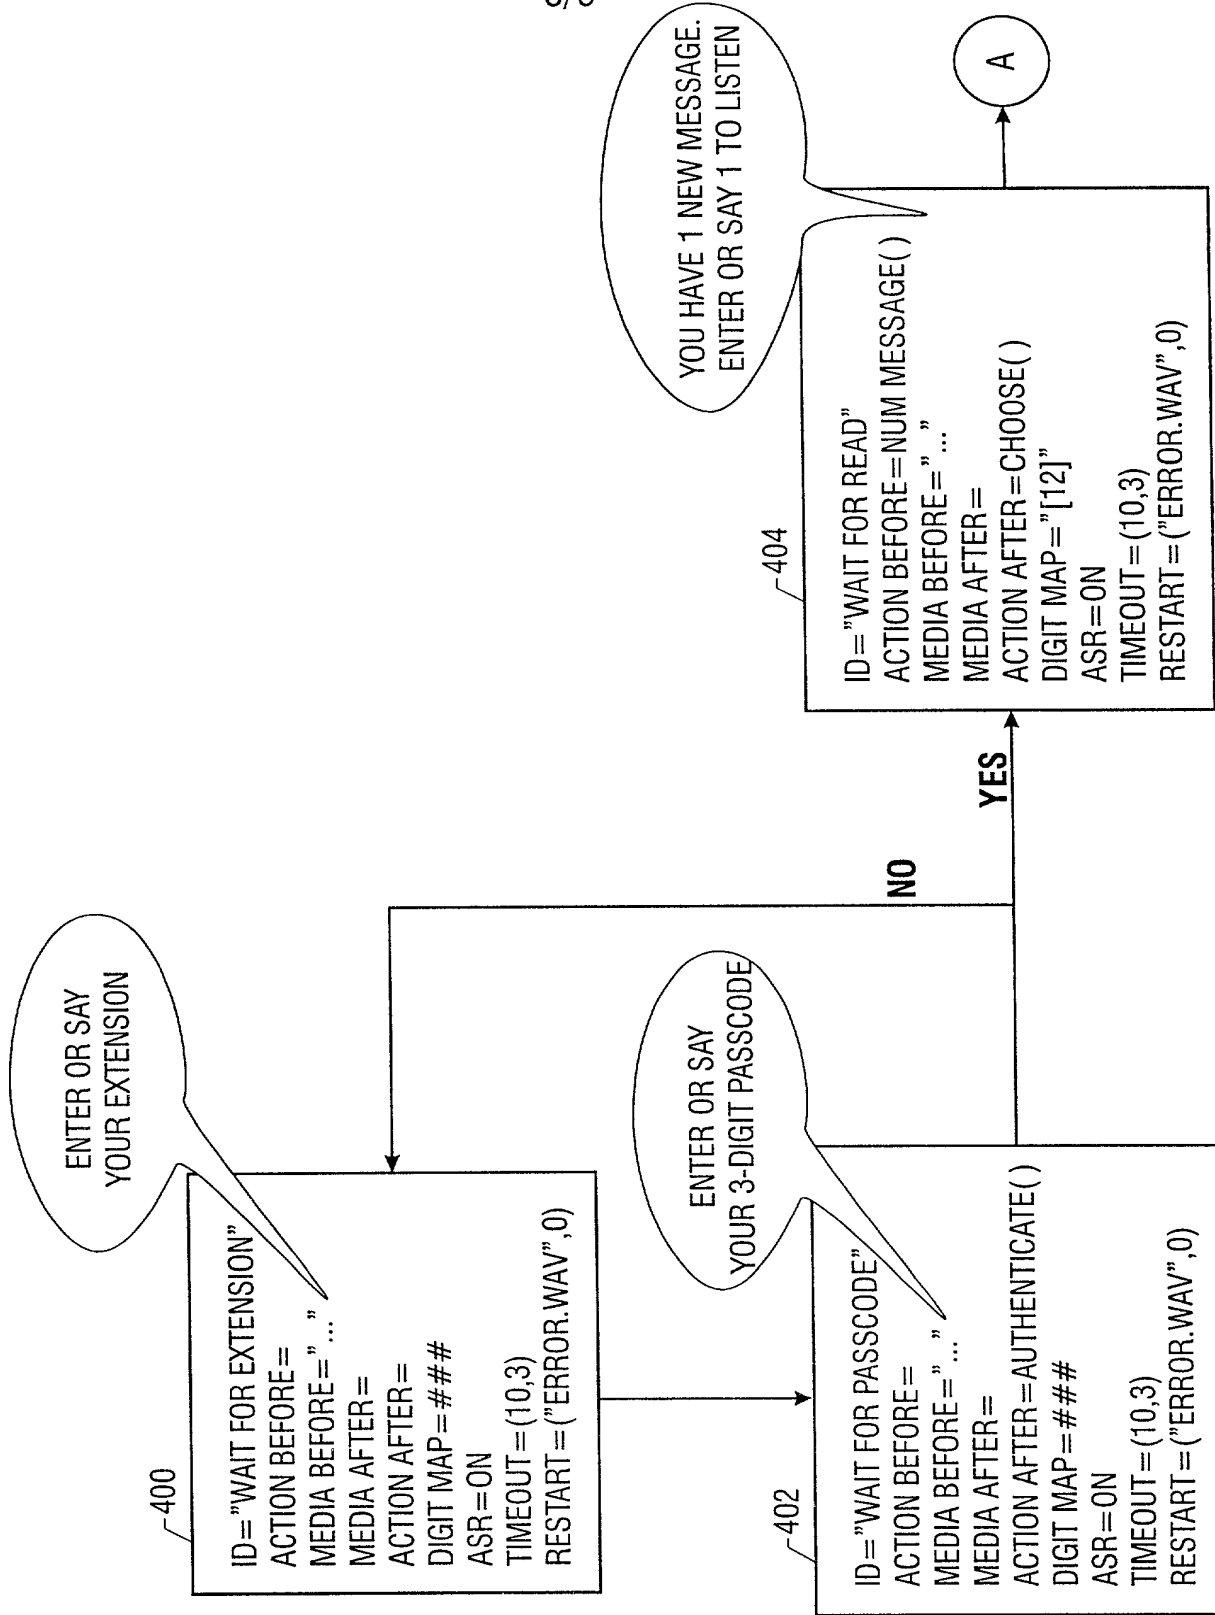 ENTER OR SAY
YOUR EXTENSION
400
ID="WAIT FOR EXTENSION"
ACTION BEFORE=
MEDIA BEFORE="..."
MEDIA AFTER=
ACTION AFTER=
DIGIT MAP=###
ASR=ON
TIMEOUT=(10,3)
RESTART=("ERROR.WAV",0)
ENTER OR SAY
YOUR 3-DIGIT PASSCODE
402
ID="WAIT FOR PASSCODE"
ACTION BEFORE=
MEDIA BEFORE="..."
MEDIA AFTER=
ACTION AFTER=AUTHENTICATE()
DIGIT MAP=###
ASR=ON
TIMEOUT=(10,3)
RESTART=("ERROR.WAV",0)
NO
YES
YOU HAVE 1 NEW MESSAGE.
ENTER OR SAY 1 TO LISTEN
404
ID="WAIT FOR READ"
ACTION BEFORE=NUM MESSAGE()
MEDIA BEFORE="..."
MEDIA AFTER=
ACTION AFTER=CHOOSE()
DIGIT MAP="[12]"
ASR=ON
TIMEOUT=(10,3)
RESTART=("ERROR.WAV",0)
A